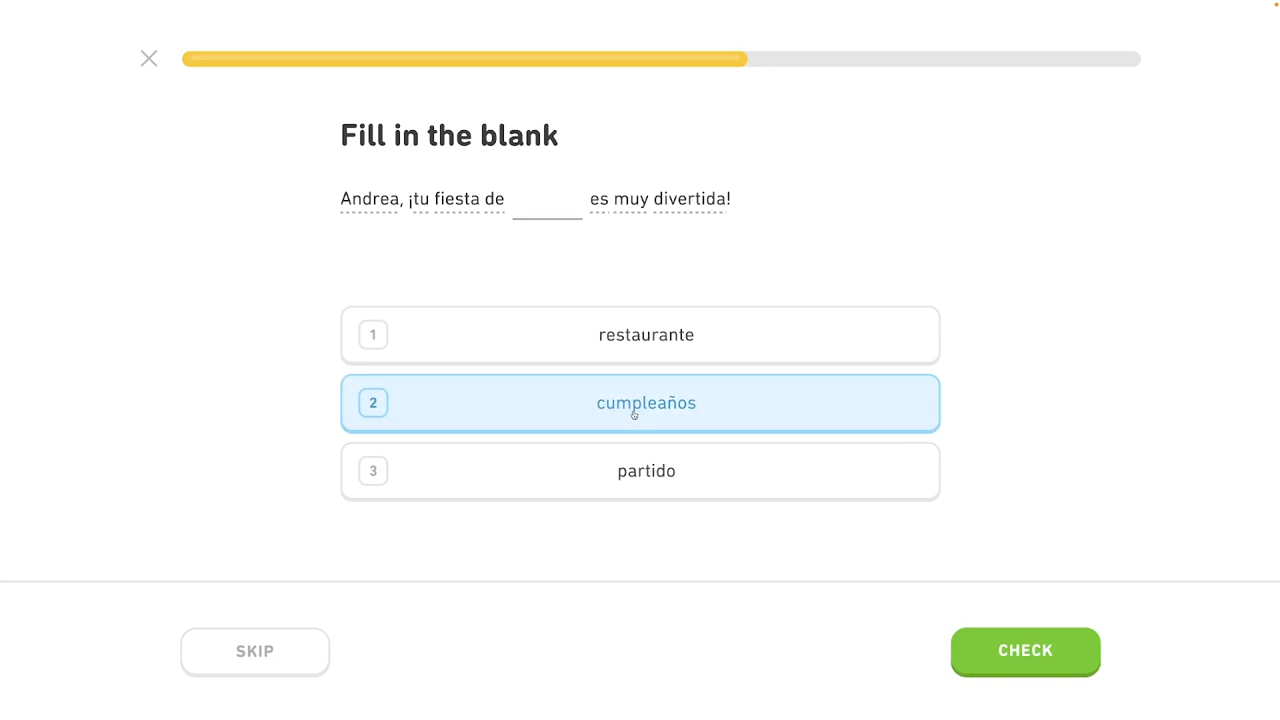 Fill in the blank
Andrea, ¡tu fiesta de ______ es muy divertida!
1 restaurante
2 cumpleaños
3 partido
SKIP CHECK